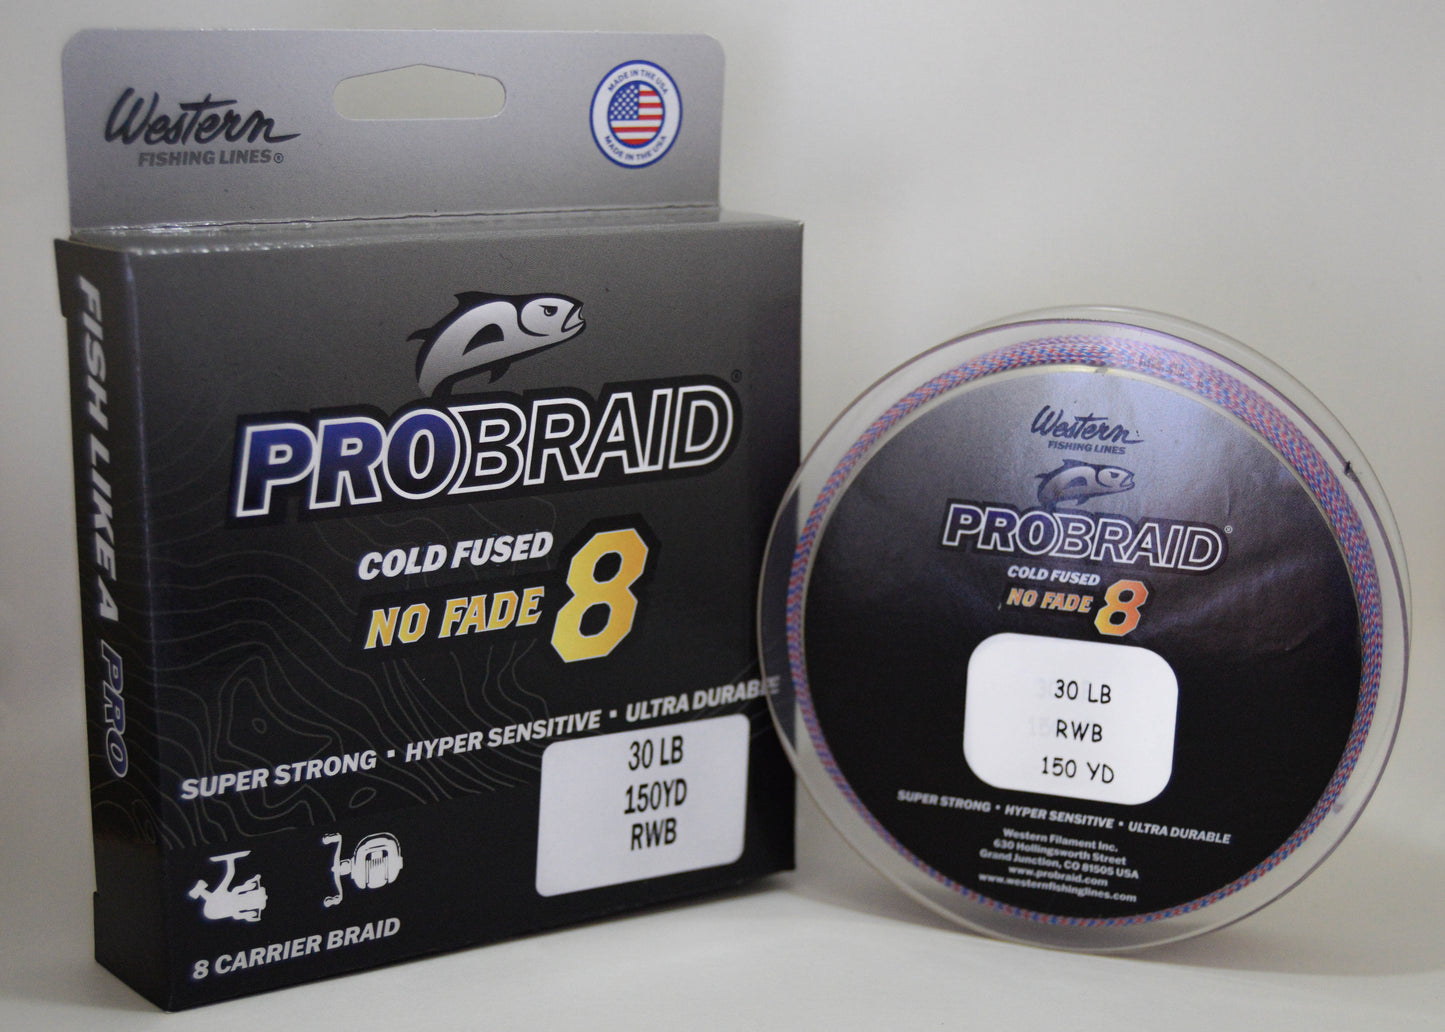 Western
FISHING LINES®
MADE IN THE USA
MADE IN THE USA
FISH LIKE A PRO
PROBRAID®
COLD FUSED
NO FADE 8
SUPER STRONG ▪ HYPER SENSITIVE ▪ ULTRA DURABLE
30 LB
150YD
RWB
8 CARRIER BRAID
Western
FISHING LINES
PROBRAID®
COLD FUSED
NO FADE 8
30 LB
RWB
150 YD
SUPER STRONG ▪ HYPER SENSITIVE ▪ ULTRA DURABLE
Western Filament Inc.
630 Hollingsworth Street
Grand Junction, CO 81505 USA
www.probraid.com
www.westernfishinglines.com